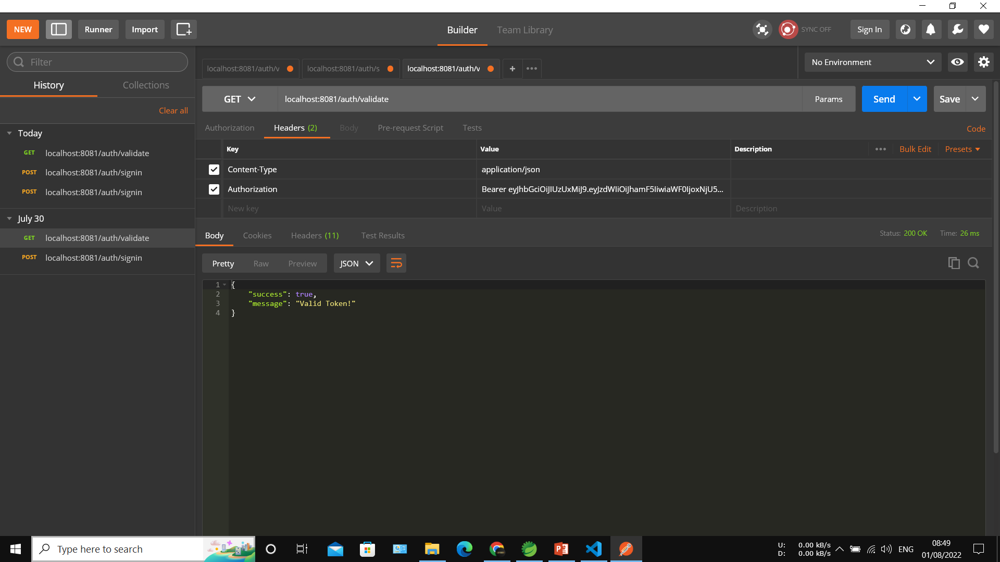 NEW
Runner
Import
Builder
Team Library
SYNC OFF
Sign In
Filter
History
Collections
Clear all
Today
GET localhost:8081/auth/validate
POST localhost:8081/auth/signin
POST localhost:8081/auth/signin
July 30
GET localhost:8081/auth/validate
POST localhost:8081/auth/signin
localhost:8081/auth/v
localhost:8081/auth/s
localhost:8081/auth/v
No Environment
GET localhost:8081/auth/validate Params Send Save
Authorization Headers (2) Body Pre-request Script Tests Code
Key Value Description Bulk Edit Presets
Content-Type application/json
Authorization Bearer eyJhbGciOiJIUzUxMiJ9.eyJzdWIiOiJhamF5IiwiaWF0IjoxNjU5...
New key Value Description
Body Cookies Headers (11) Test Results Status: 200 OK Time: 26 ms
Pretty Raw Preview JSON
1 {
2 "success": true,
3 "message": "Valid Token!"
4 }
Type here to search
U: 0.00 kB/s
D: 0.00 kB/s
ENG
08:49
01/08/2022